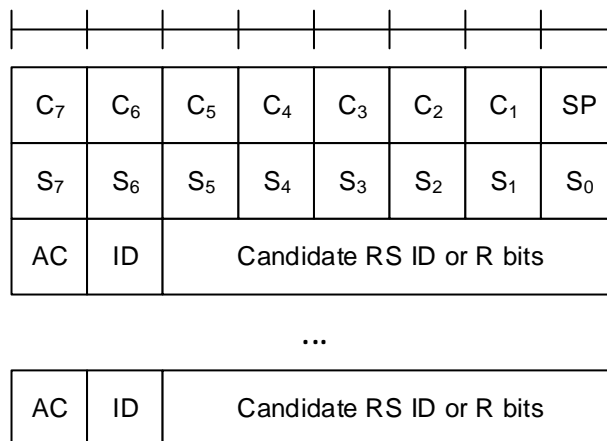 C₇ C₆ C₅ C₄ C₃ C₂ C₁ SP
S₇ S₆ S₅ S₄ S₃ S₂ S₁ S₀
AC ID Candidate RS ID or R bits
...
AC ID Candidate RS ID or R bits